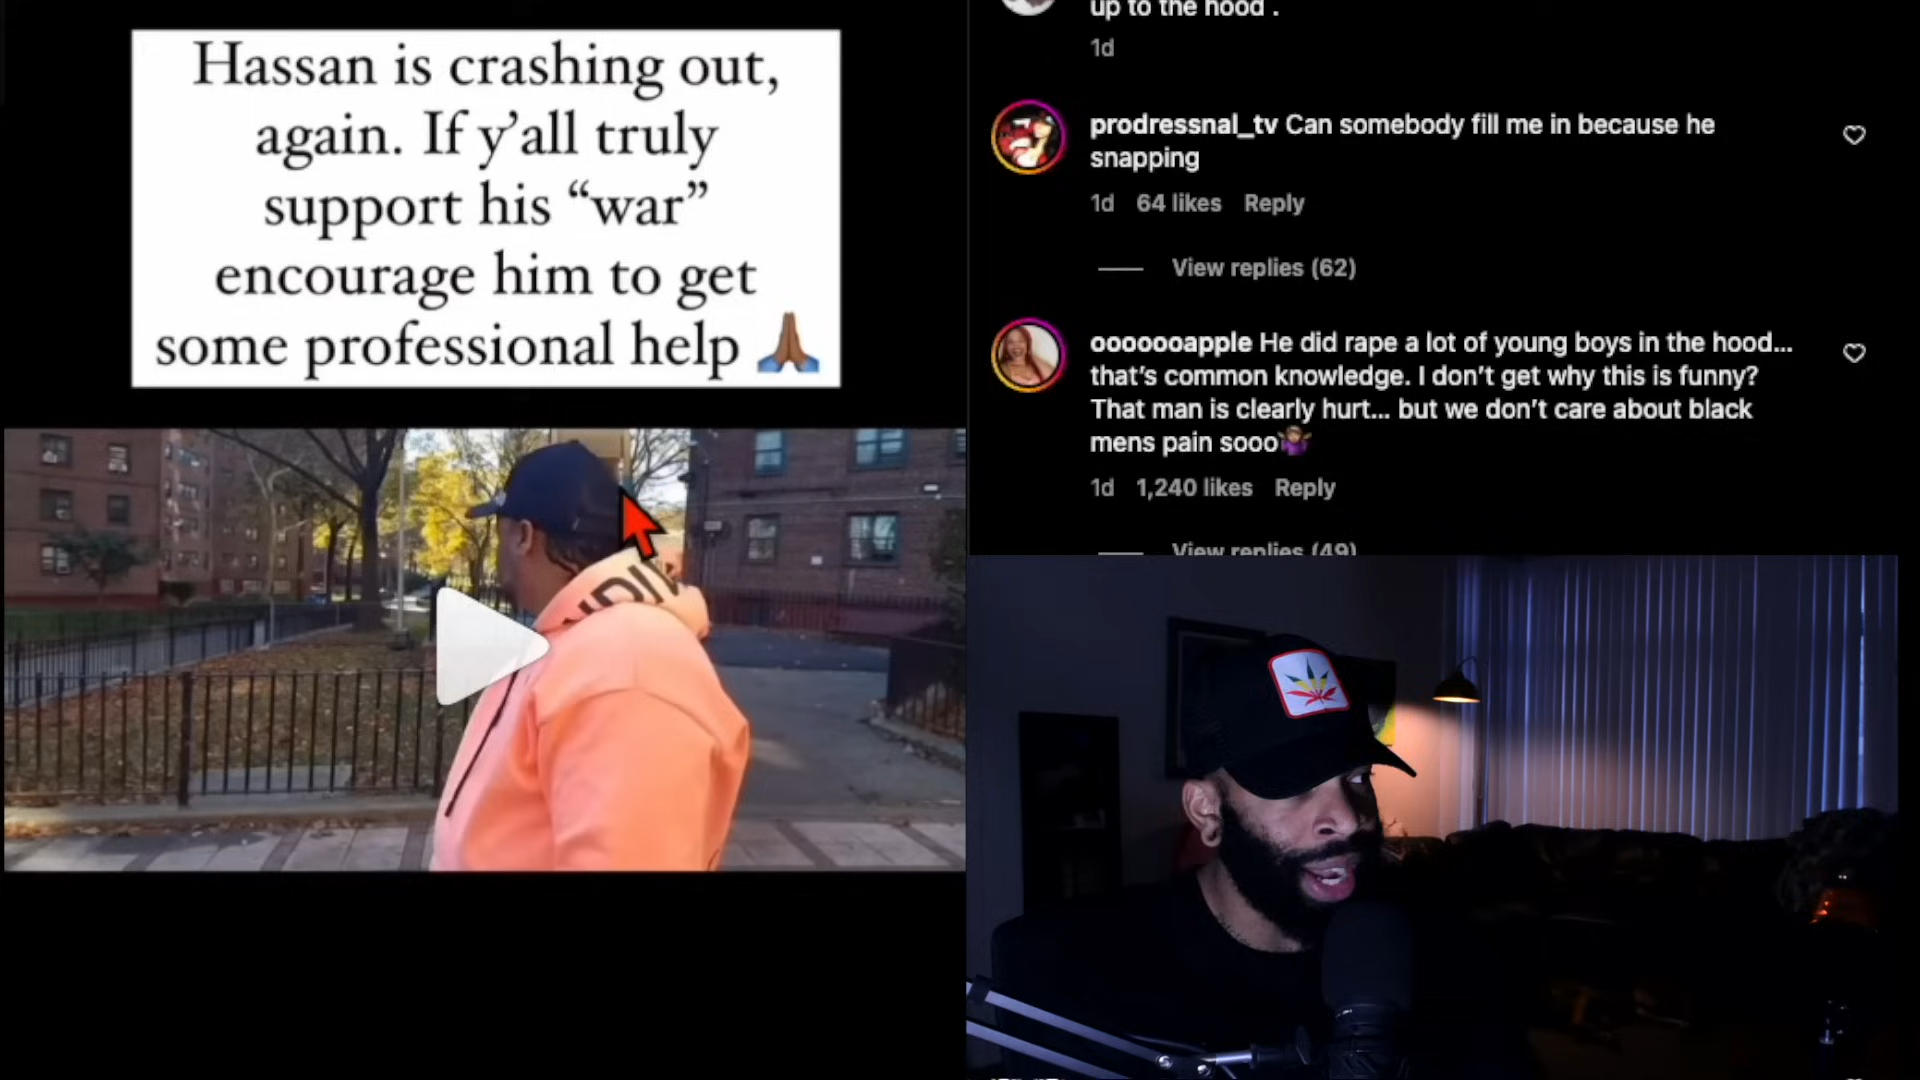 Hassan is crashing out,
again. If y'all truly
support his “war”
encourage him to get
some professional help 🙏🏾
up to the hood .
1d
prodressnal_tv Can somebody fill me in because he
snapping
1d 64 likes Reply
View replies (62)
ooooooapple He did rape a lot of young boys in the hood...
that's common knowledge. I don't get why this is funny?
That man is clearly hurt... but we don't care about black
mens pain sooo🤷🏾‍♀️
1d 1,240 likes Reply
View replies (49)